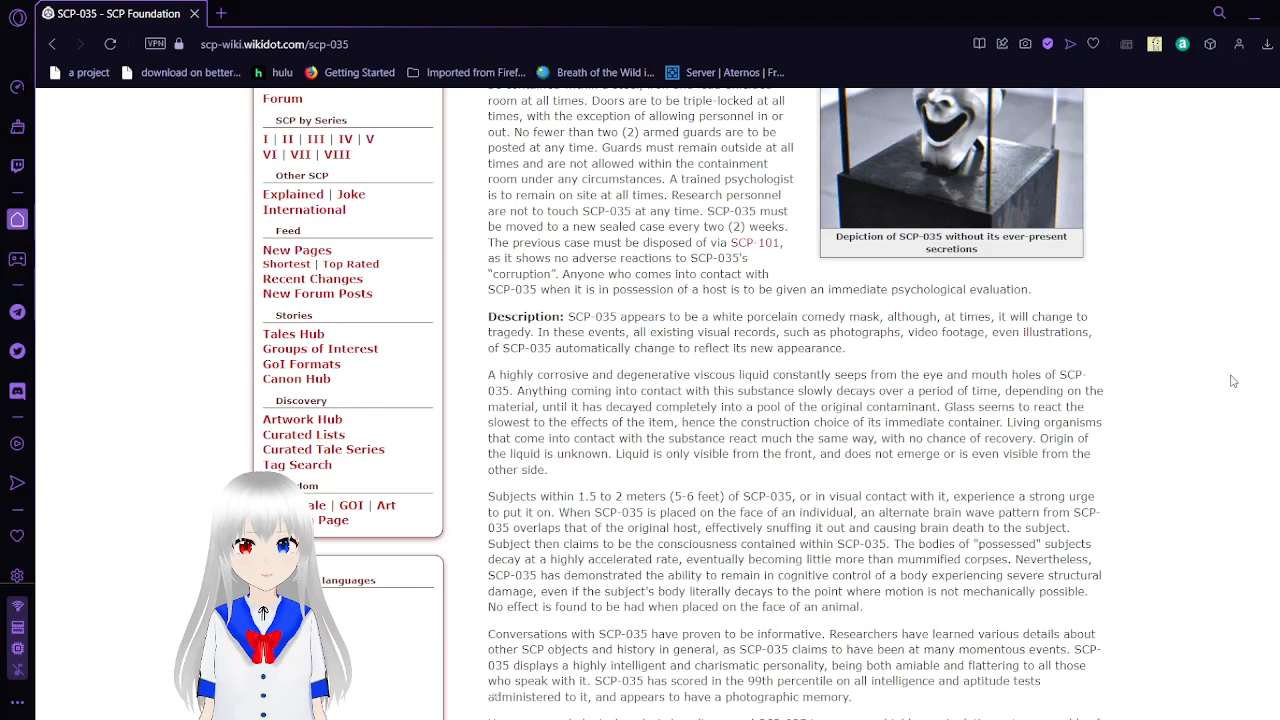 SCP-035 - SCP Foundation
VPN
scp-wiki.wikidot.com/scp-035
a project
download on better...
hulu
Getting Started
Imported from Firef...
Breath of the Wild i...
Server | Aternos | Fr...
Forum
SCP by Series
I | II | III | IV | V
VI | VII | VIII
Other SCP
Explained | Joke
International
Feed
New Pages
Shortest | Top Rated
Recent Changes
New Forum Posts
Stories
Tales Hub
Groups of Interest
GoI Formats
Canon Hub
Discovery
Artwork Hub
Curated Lists
Curated Tale Series
Tag Search
dom
ale | GOI | Art
Page
languages
room at all times. Doors are to be triple-locked at all
times, with the exception of allowing personnel in or
out. No fewer than two (2) armed guards are to be
posted at any time. Guards must remain outside at all
times and are not allowed within the containment
room under any circumstances. A trained psychologist
is to remain on site at all times. Research personnel
are not to touch SCP-035 at any time. SCP-035 must
be moved to a new sealed case every two (2) weeks.
The previous case must be disposed of via SCP-101,
as it shows no adverse reactions to SCP-035's
“corruption”. Anyone who comes into contact with
SCP-035 when it is in possession of a host is to be given an immediate psychological evaluation.
Depiction of SCP-035 without its ever-present
secretions
Description: SCP-035 appears to be a white porcelain comedy mask, although, at times, it will change to
tragedy. In these events, all existing visual records, such as photographs, video footage, even illustrations,
of SCP-035 automatically change to reflect its new appearance.
A highly corrosive and degenerative viscous liquid constantly seeps from the eye and mouth holes of SCP-
035. Anything coming into contact with this substance slowly decays over a period of time, depending on the
material, until it has decayed completely into a pool of the original contaminant. Glass seems to react the
slowest to the effects of the item, hence the construction choice of its immediate container. Living organisms
that come into contact with the substance react much the same way, with no chance of recovery. Origin of
the liquid is unknown. Liquid is only visible from the front, and does not emerge or is even visible from the
other side.
Subjects within 1.5 to 2 meters (5-6 feet) of SCP-035, or in visual contact with it, experience a strong urge
to put it on. When SCP-035 is placed on the face of an individual, an alternate brain wave pattern from SCP-
035 overlaps that of the original host, effectively snuffing it out and causing brain death to the subject.
Subject then claims to be the consciousness contained within SCP-035. The bodies of "possessed" subjects
decay at a highly accelerated rate, eventually becoming little more than mummified corpses. Nevertheless,
SCP-035 has demonstrated the ability to remain in cognitive control of a body experiencing severe structural
damage, even if the subject's body literally decays to the point where motion is not mechanically possible.
No effect is found to be had when placed on the face of an animal.
Conversations with SCP-035 have proven to be informative. Researchers have learned various details about
other SCP objects and history in general, as SCP-035 claims to have been at many momentous events. SCP-
035 displays a highly intelligent and charismatic personality, being both amiable and flattering to all those
who speak with it. SCP-035 has scored in the 99th percentile on all intelligence and aptitude tests
administered to it, and appears to have a photographic memory.